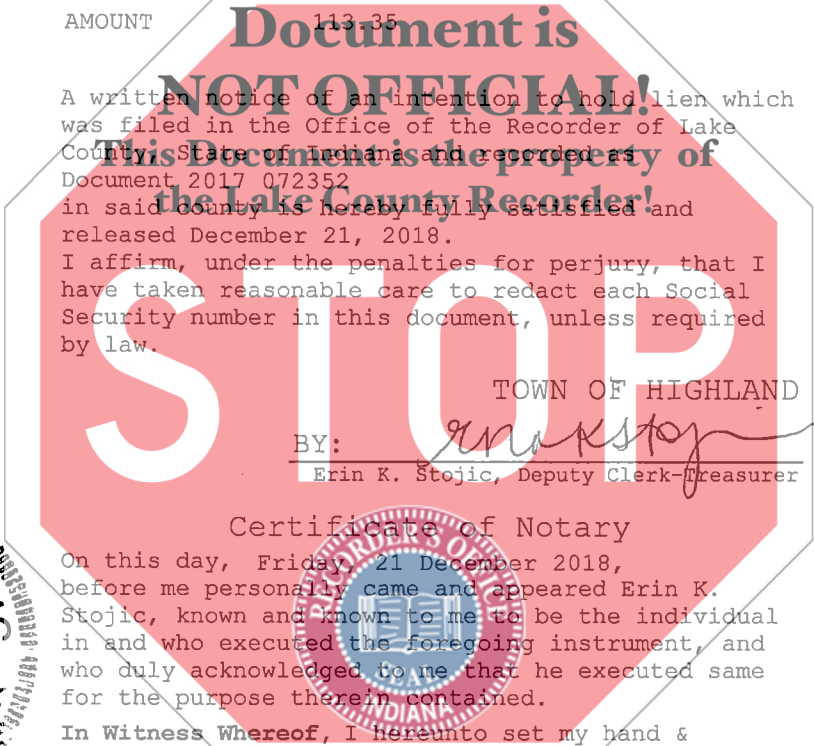 AMOUNT 113.35
Document is
NOT OFFICIAL!
This Document is the property of
the Lake County Recorder!
A written notice of an intention to hold lien which
was filed in the Office of the Recorder of Lake
County, State of Indiana and recorded as
Document 2017 072352
in said county is hereby fully satisfied and
released December 21, 2018.
I affirm, under the penalties for perjury, that I
have taken reasonable care to redact each Social
Security number in this document, unless required
by law.
STOP
TOWN OF HIGHLAND
BY:
Erin K. Stojic, Deputy Clerk-Treasurer
Certificate of Notary
On this day, Friday, 21 December 2018,
before me personally came and appeared Erin K.
Stojic, known and known to me to be the individual
in and who executed the foregoing instrument, and
who duly acknowledged to me that he executed same
for the purpose therein contained.
In Witness Whereof, I hereunto set my hand &
RECORDER'S OFFICE
SEAL
INDIANA